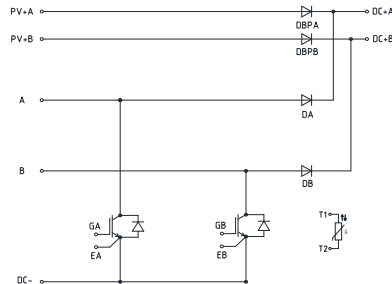 PV+A DC+A
DBPA
PV+B DC+B
DBPB
A
DA
B
DB
GA GB T1
EA EB T2
DC-